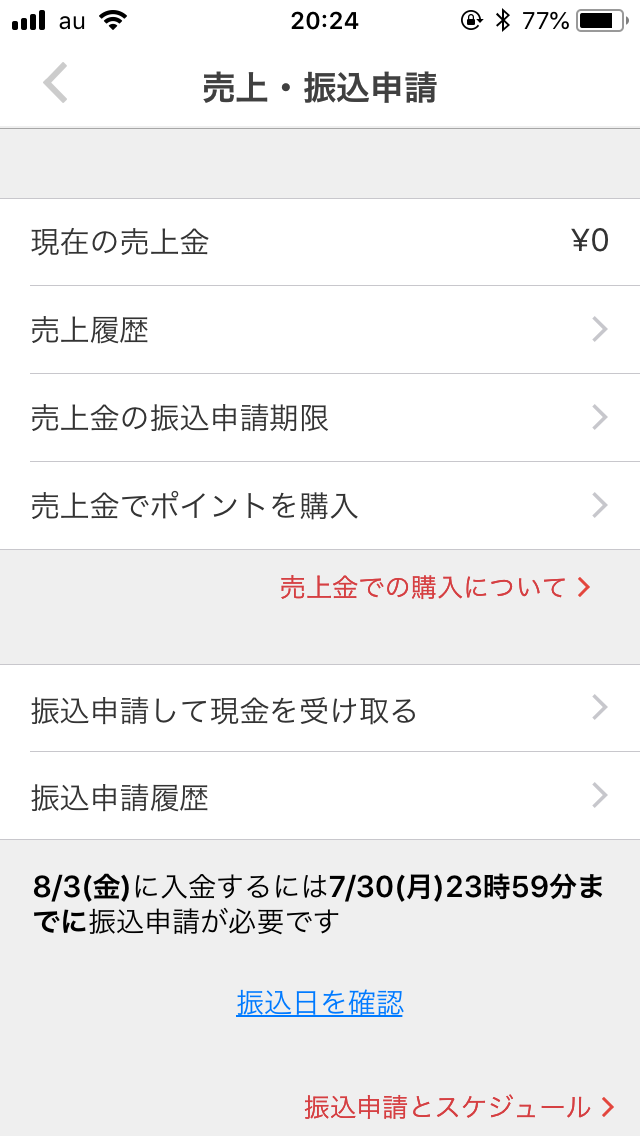 au 20:24 77%
売上・振込申請
現在の売上金 ¥0
売上履歴
売上金の振込申請期限
売上金でポイントを購入
売上金での購入について
振込申請して現金を受け取る
振込申請履歴
8/3(金)に入金するには7/30(月)23時59分ま
でに振込申請が必要です
振込日を確認
振込申請とスケジュール